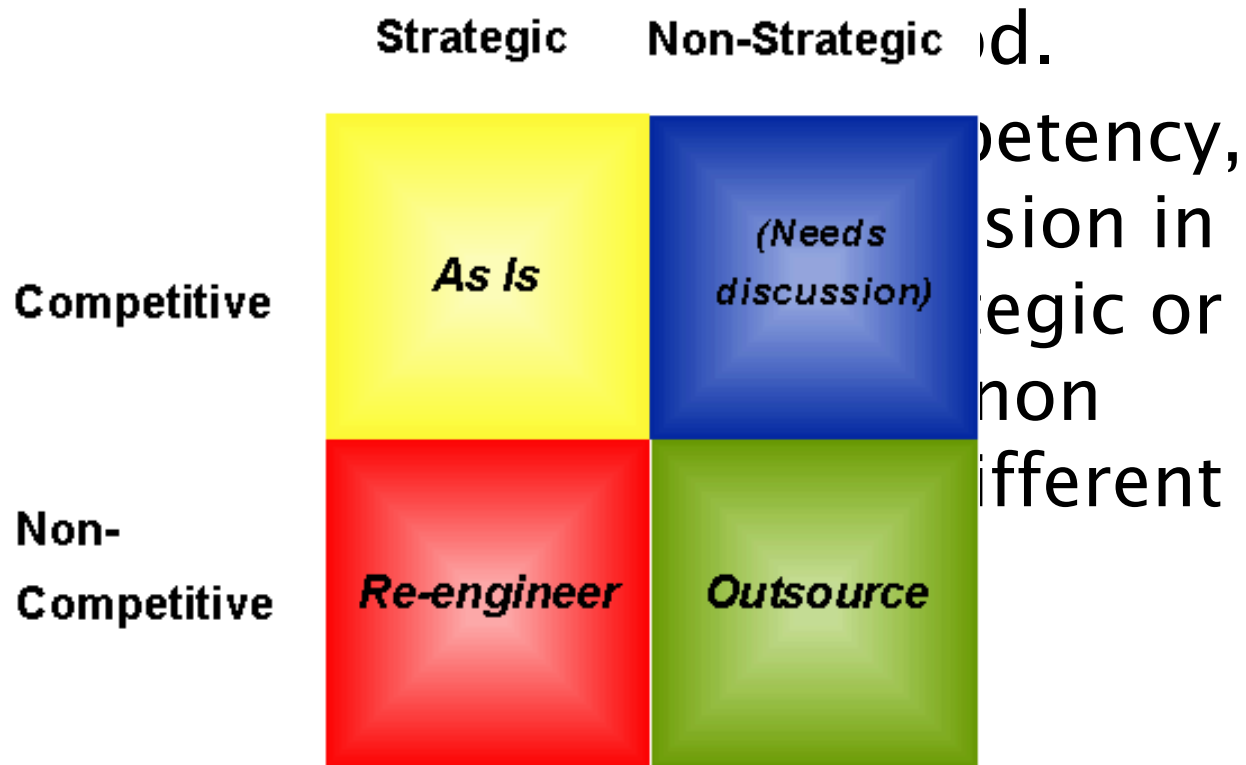 Strategic Non-Strategic
d.
petency,
sion in
egic or
non
ifferent
(Needs
discussion)
As Is
Competitive
Non-
Competitive
Re-engineer
Outsource